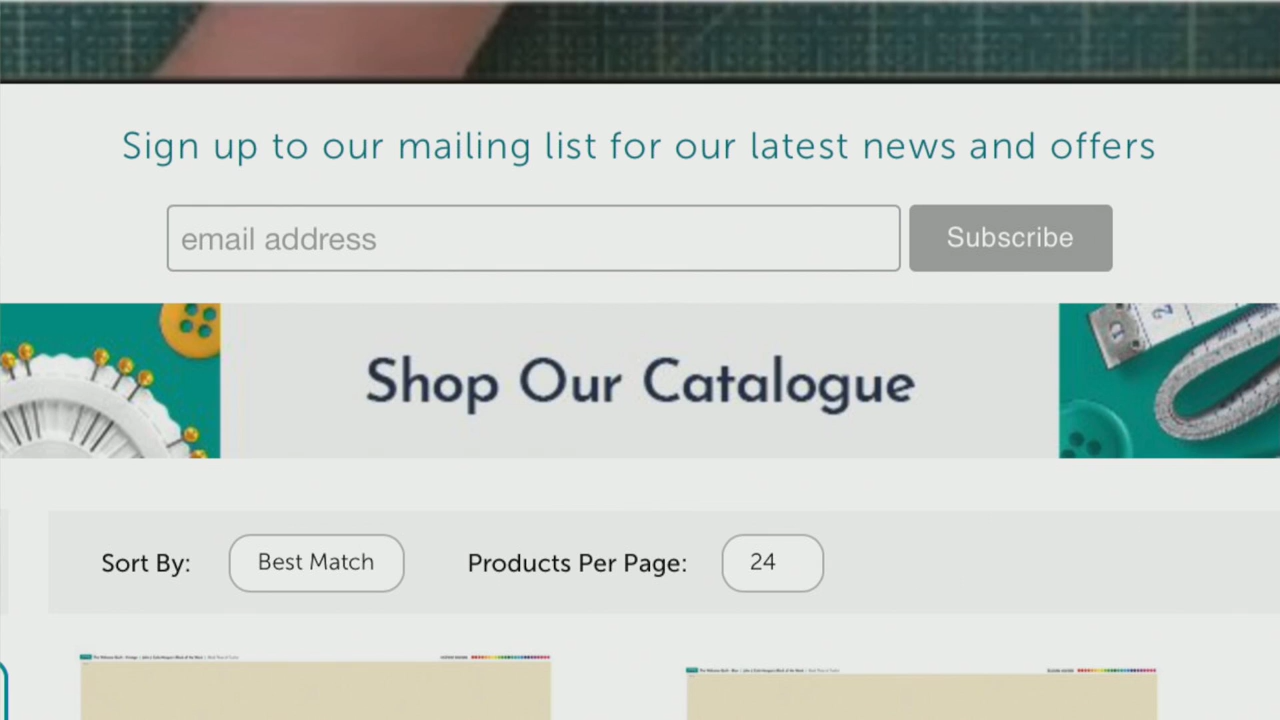 Sign up to our mailing list for our latest news and offers
email address
Subscribe
Shop Our Catalogue
Sort By:
Best Match
Products Per Page:
24